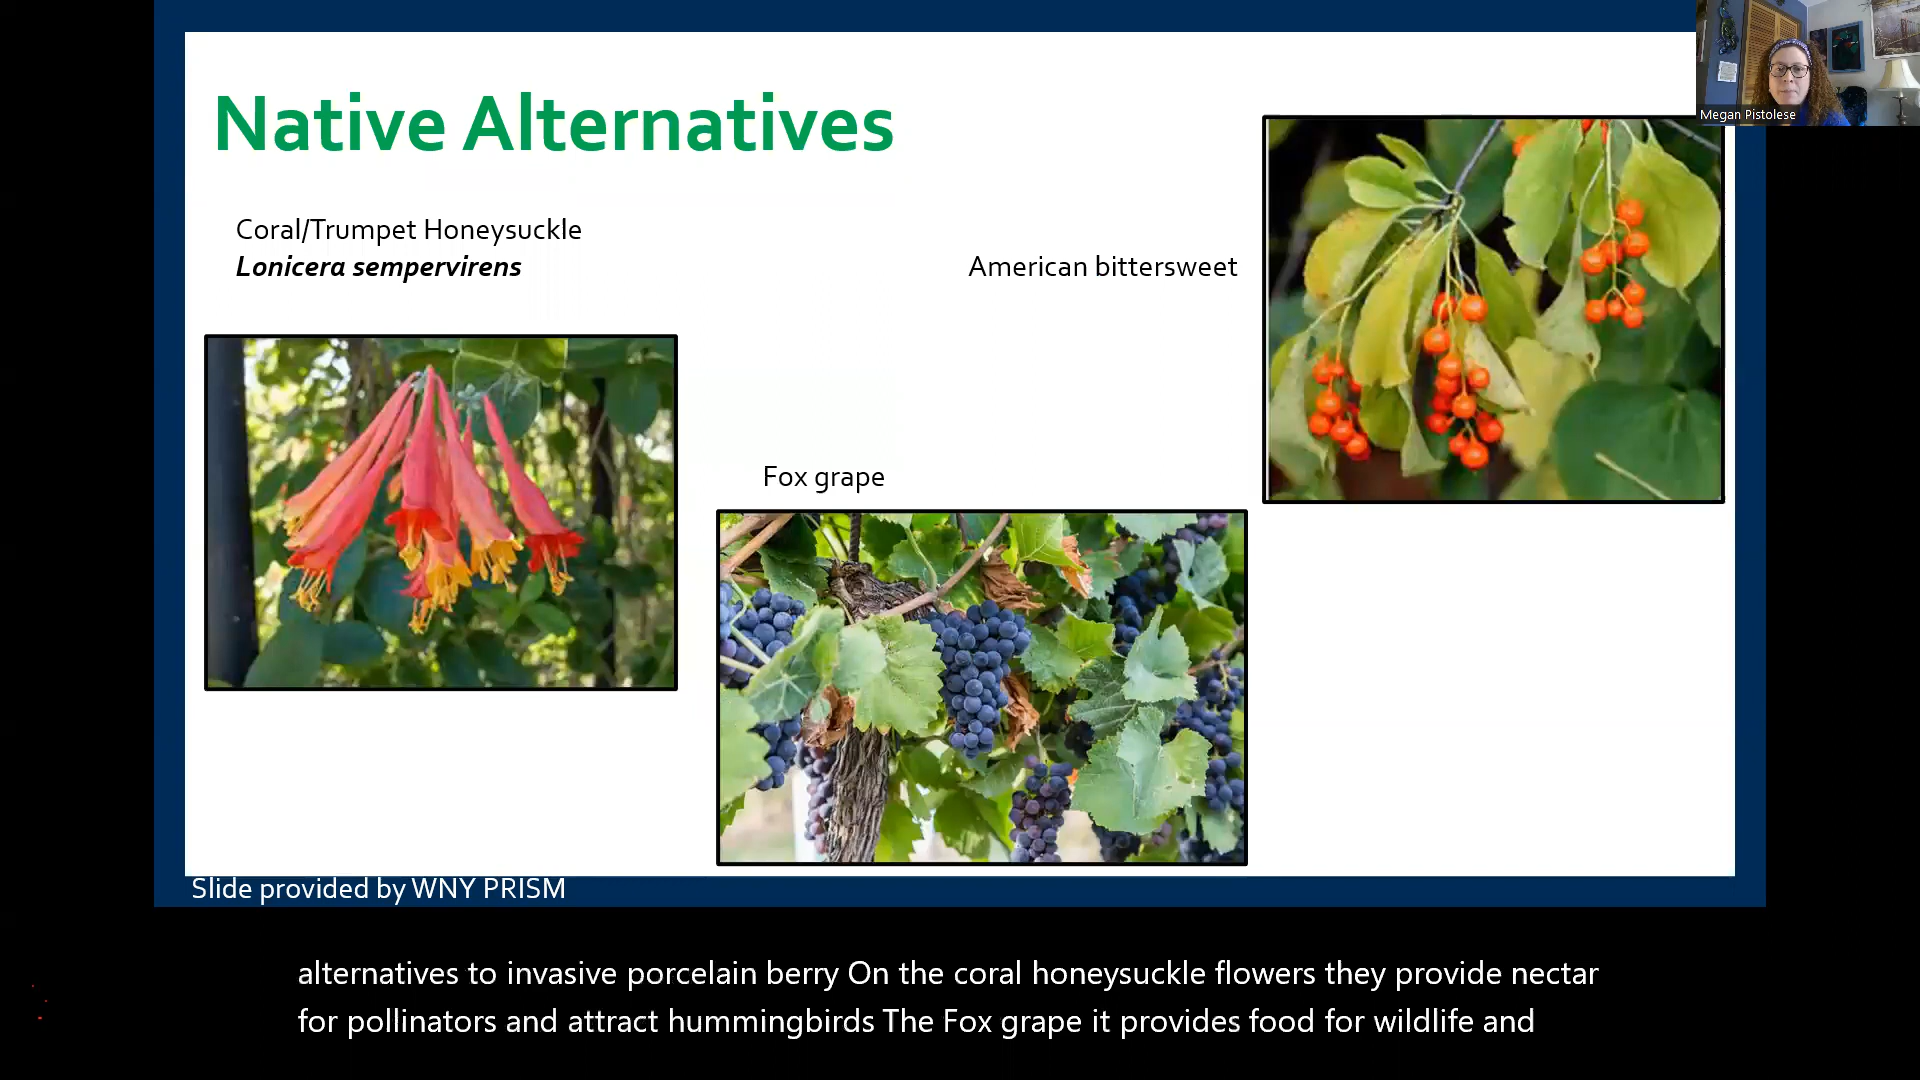 Megan Pistolese
Native Alternatives
Coral/Trumpet Honeysuckle
Lonicera sempervirens
American bittersweet
Fox grape
Slide provided by WNY PRISM
alternatives to invasive porcelain berry On the coral honeysuckle flowers they provide nectar
for pollinators and attract hummingbirds The Fox grape it provides food for wildlife and